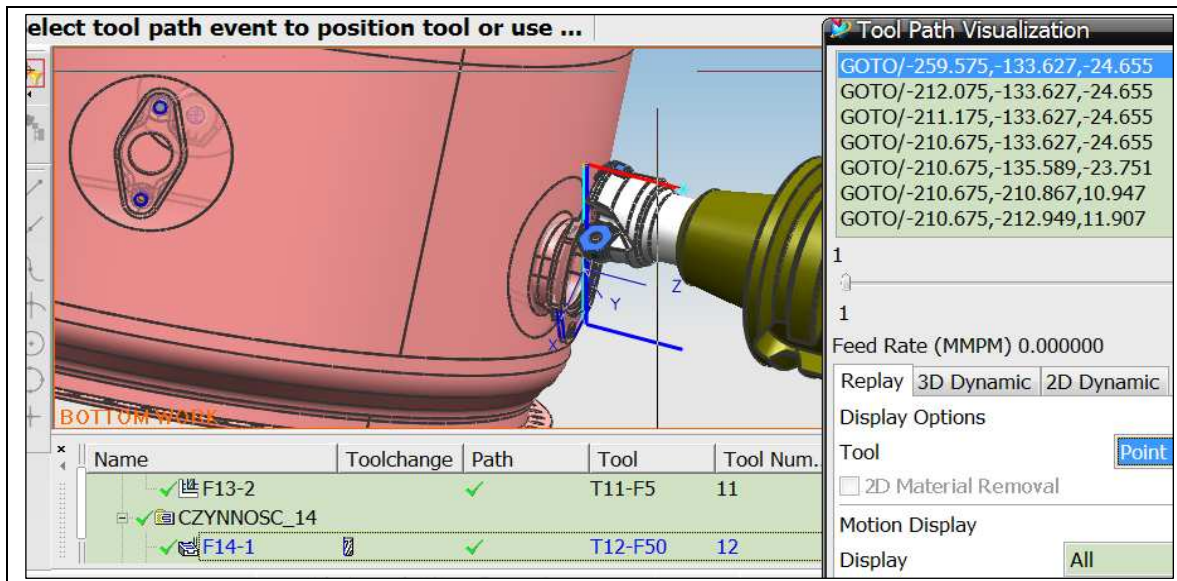 elect tool path event to position tool or use ...
Tool Path Visualization
GOTO/-259.575,-133.627,-24.655
GOTO/-212.075,-133.627,-24.655
GOTO/-211.175,-133.627,-24.655
GOTO/-210.675,-133.627,-24.655
GOTO/-210.675,-135.589,-23.751
GOTO/-210.675,-210.867,10.947
GOTO/-210.675,-212.949,11.907
1
1
Feed Rate (MMPM) 0.000000
Replay 3D Dynamic 2D Dynamic
Display Options
Tool Point
2D Material Removal
Motion Display
Display All
Z
Y
X
BOTTOM WORK
Name Toolchange Path Tool Tool Num...
F13-2 T11-F5 11
CZYNNOSC_14
F14-1 T12-F50 12